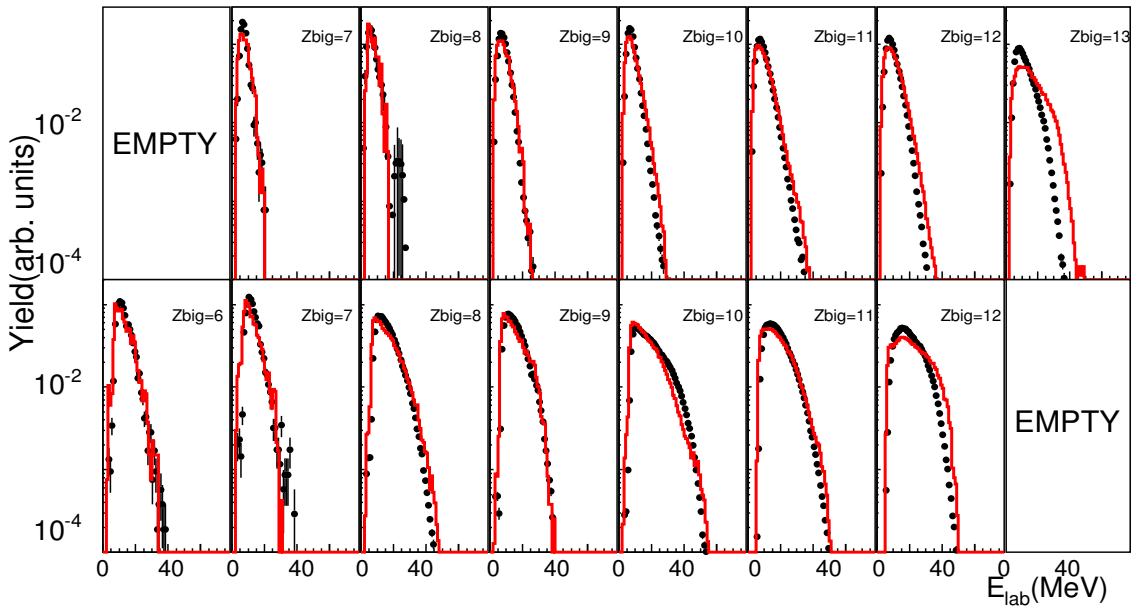 Zbig=7 Zbig=8 Zbig=9 Zbig=10 Zbig=11 Zbig=12 Zbig=13
EMPTY
10^-2
10^-4
Yield(arb. units)
Zbig=6 Zbig=7 Zbig=8 Zbig=9 Zbig=10 Zbig=11 Zbig=12
EMPTY
10^-2
10^-4
0 40 0 40 0 40 0 40 0 40 0 40 0 40 0 40
E_lab(MeV)